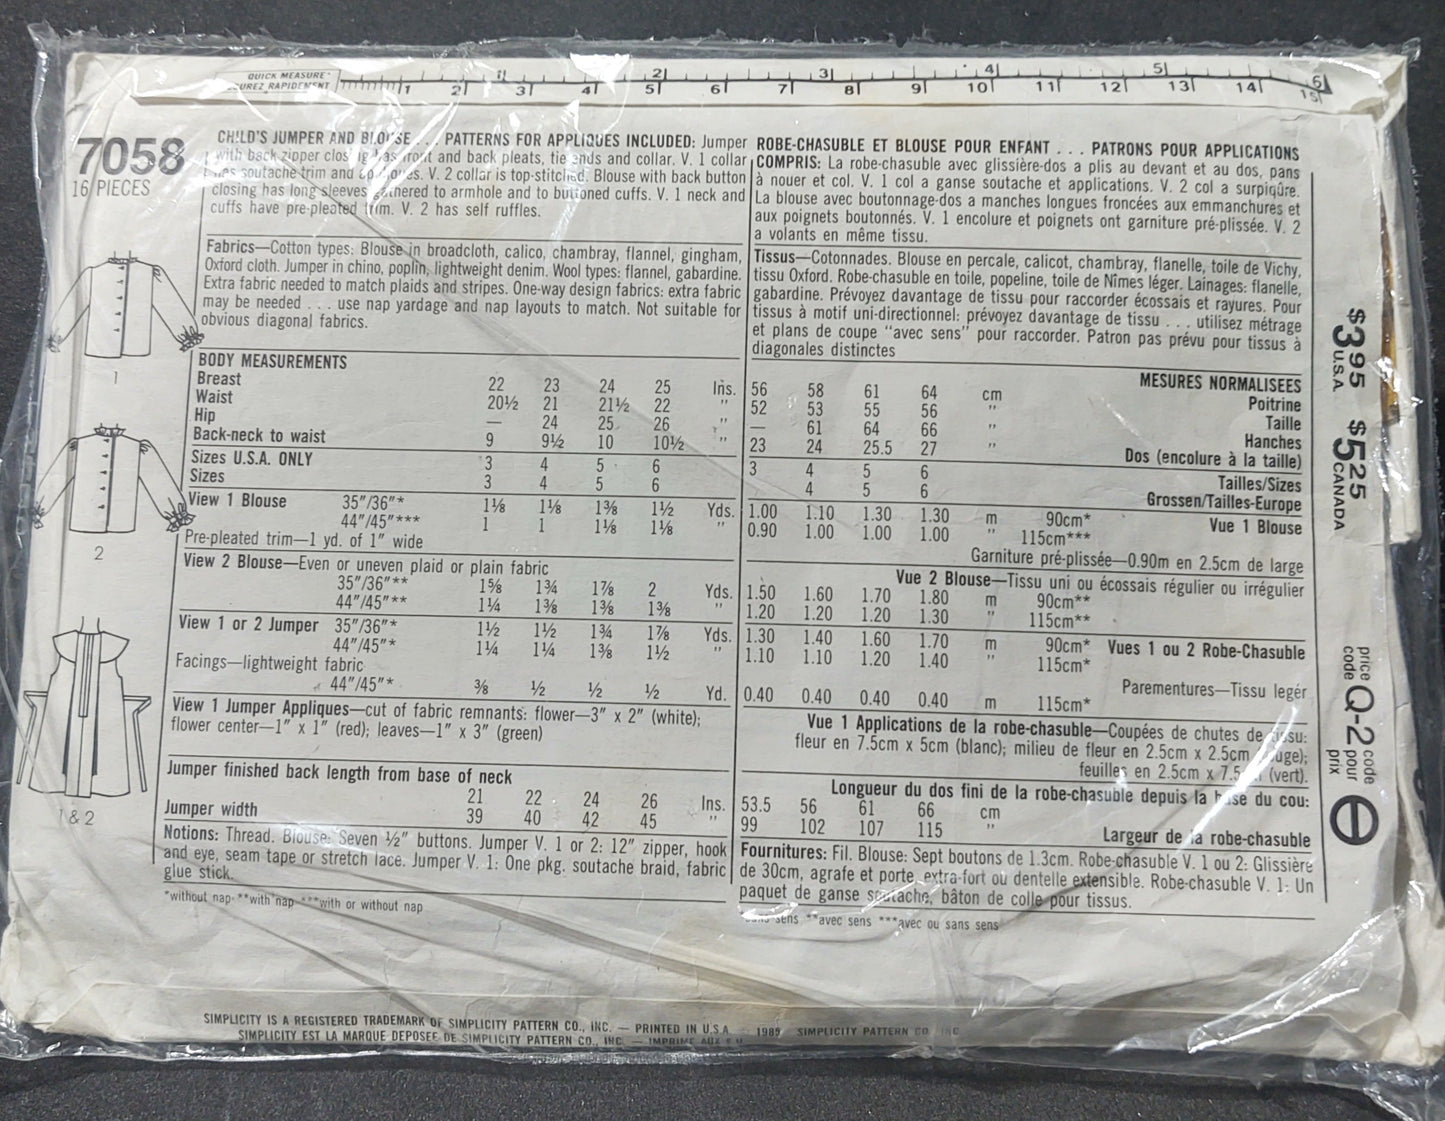 QUICK MEASURE
UREZ RAPIDEMENT
1 2 3 4 5 6
1 2 3 4 5 6 7 8 9 10 11 12 13 14 15
7058
16 PIECES
CHILD'S JUMPER AND BLOUSE . . . PATTERNS FOR APPLIQUES INCLUDED: Jumper
with back zipper closing has front and back pleats, tie ends and collar. V. 1 collar
has soutache trim and appliques. V. 2 collar is top-stitched. Blouse with back button
closing has long sleeves gathered to armhole and to buttoned cuffs. V. 1 neck and
cuffs have pre-pleated trim. V. 2 has self ruffles.
Fabrics—Cotton types: Blouse in broadcloth, calico, chambray, flannel, gingham,
Oxford cloth. Jumper in chino, poplin, lightweight denim. Wool types: flannel, gabardine.
Extra fabric needed to match plaids and stripes. One-way design fabrics: extra fabric
may be needed . . . use nap yardage and nap layouts to match. Not suitable for
obvious diagonal fabrics.
BODY MEASUREMENTS
Breast 22 23 24 25 Ins.
Waist 20½ 21 21½ 22 "
Hip — 24 25 26 "
Back-neck to waist 9 9½ 10 10½ "
Sizes U.S.A. ONLY 3 4 5 6
Sizes 3 4 5 6
View 1 Blouse 35"/36"* 1⅛ 1⅛ 1⅜ 1½ Yds.
44"/45"*** 1 1 1⅛ 1⅛ "
Pre-pleated trim—1 yd. of 1" wide
View 2 Blouse—Even or uneven plaid or plain fabric
35"/36"** 1⅝ 1¾ 1⅞ 2 Yds.
44"/45"** 1¼ 1⅜ 1⅜ 1⅜ "
View 1 or 2 Jumper 35"/36"* 1½ 1½ 1¾ 1⅞ Yds.
44"/45"* 1¼ 1¼ 1⅜ 1½ "
Facings—lightweight fabric
44"/45"* ⅜ ½ ½ ½ Yd.
View 1 Jumper Appliques—cut of fabric remnants: flower—3" x 2" (white);
flower center—1" x 1" (red); leaves—1" x 3" (green)
Jumper finished back length from base of neck
21 22 24 26 Ins.
Jumper width 39 40 42 45 "
Notions: Thread. Blouse: Seven ½" buttons. Jumper V. 1 or 2: 12" zipper, hook
and eye, seam tape or stretch lace. Jumper V. 1: One pkg. soutache braid, fabric
glue stick.
*without nap **with nap ***with or without nap
ROBE-CHASUBLE ET BLOUSE POUR ENFANT . . . PATRONS POUR APPLICATIONS
COMPRIS: La robe-chasuble avec glissière-dos a plis au devant et au dos, pans
à nouer et col. V. 1 col a ganse soutache et applications. V. 2 col a surpiqûre.
La blouse avec boutonnage-dos a manches longues froncées aux emmanchures et
aux poignets boutonnés. V. 1 encolure et poignets ont garniture pré-plissée. V. 2
a volants en même tissu.
Tissus—Cotonnades. Blouse en percale, calicot, chambray, flanelle, toile de Vichy,
tissu Oxford. Robe-chasuble en toile, popeline, toile de Nîmes léger. Lainages: flanelle,
gabardine. Prévoyez davantage de tissu pour raccorder écossais et rayures. Pour
tissus à motif uni-directionnel: prévoyez davantage de tissu . . . utilisez métrage
et plans de coupe "avec sens" pour raccorder. Patron pas prévu pour tissus à
diagonales distinctes
MESURES NORMALISEES
56 58 61 64 cm Poitrine
52 53 55 56 " Taille
— 61 64 66 " Hanches
23 24 25.5 27 " Dos (encolure à la taille)
3 4 5 6 Tailles/Sizes
4 5 6 Grossen/Tailles-Europe
1.00 1.10 1.30 1.30 m 90cm* Vue 1 Blouse
0.90 1.00 1.00 1.00 " 115cm***
Garniture pré-plissée—0.90m en 2.5cm de large
Vue 2 Blouse—Tissu uni ou écossais régulier ou irrégulier
1.50 1.60 1.70 1.80 m 90cm**
1.20 1.20 1.20 1.30 " 115cm**
1.30 1.40 1.60 1.70 m 90cm* Vues 1 ou 2 Robe-Chasuble
1.10 1.10 1.20 1.40 " 115cm*
Parementures—Tissu legér
0.40 0.40 0.40 0.40 m 115cm*
Vue 1 Applications de la robe-chasuble—Coupées de chutes de tissu:
fleur en 7.5cm x 5cm (blanc); milieu de fleur en 2.5cm x 2.5cm (rouge);
feuilles en 2.5cm x 7.5cm (vert).
Longueur du dos fini de la robe-chasuble depuis la base du cou:
53.5 56 61 66 cm
99 102 107 115 " Largeur de la robe-chasuble
Fournitures: Fil. Blouse: Sept boutons de 1.3cm. Robe-chasuble V. 1 ou 2: Glissière
de 30cm, agrafe et porte, extra-fort ou dentelle extensible. Robe-chasuble V. 1: Un
paquet de ganse soutache, bâton de colle pour tissus.
sens **avec sens ***avec ou sans sens
1
2
1 & 2
$3.95 U.S.A.
$5.25 CANADA
price code Q-2 code pour prix
e
SIMPLICITY IS A REGISTERED TRADEMARK OF SIMPLICITY PATTERN CO., INC. — PRINTED IN U.S.A © 1985 SIMPLICITY PATTERN CO INC
SIMPLICITY EST LA MARQUE DEPOSEE DE SIMPLICITY PATTERN CO., INC — IMPRIME AUX E U